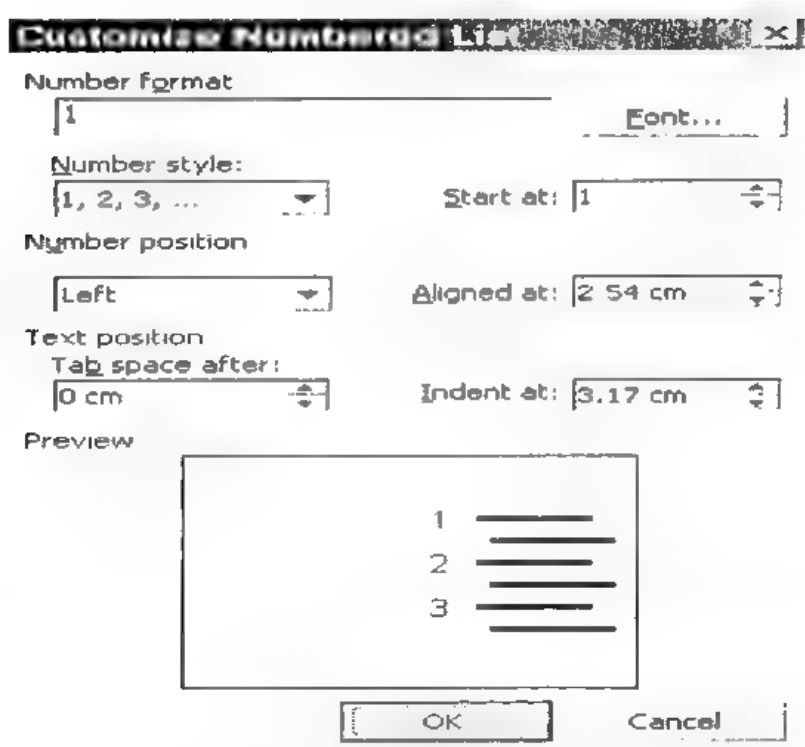 Customise Numbered List
Number format
1
Font...
Number style:
1, 2, 3, ...
Start at: 1
Number position
Left
Aligned at: 2 54 cm
Text position
Tab space after:
0 cm
Indent at: 3.17 cm
Preview
1
2
3
OK Cancel